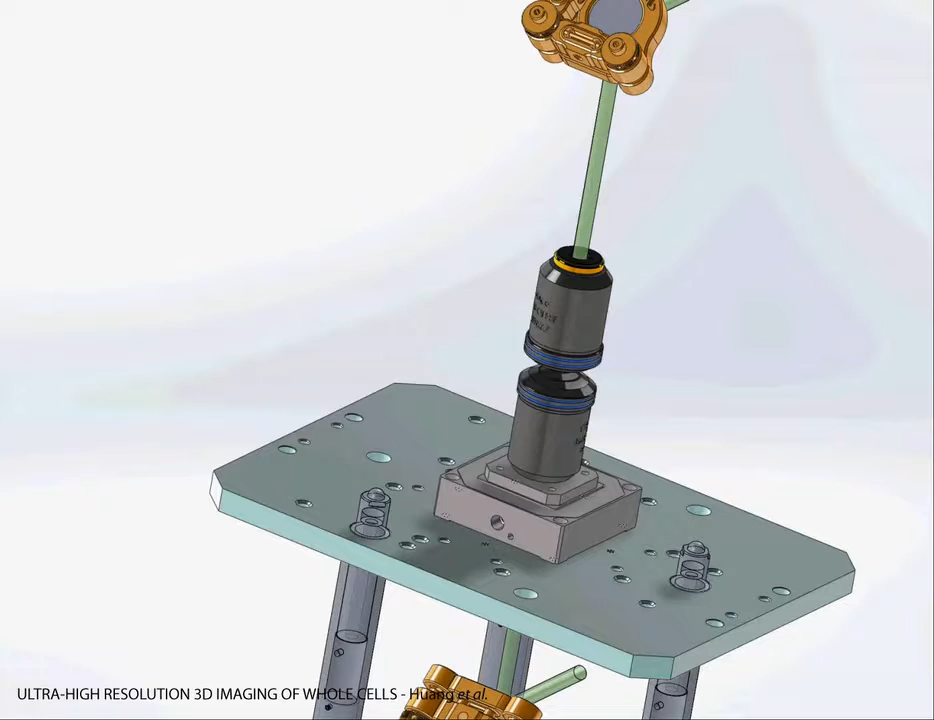 ULTRA-HIGH RESOLUTION 3D IMAGING OF WHOLE CELLS - Huang et al.